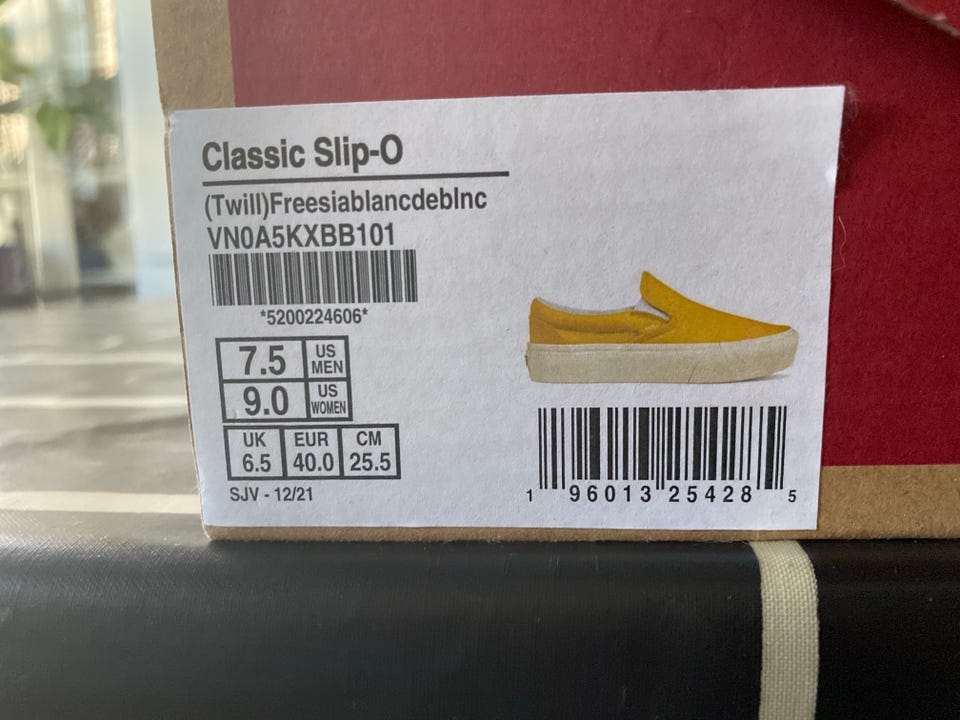 Classic Slip-O
(Twill)Freesiablancdeblnc
VN0A5KXBB101
*5200224606*
7.5 US MEN
9.0 US WOMEN
UK EUR CM
6.5 40.0 25.5
SJV - 12/21
1 96013 25428 5